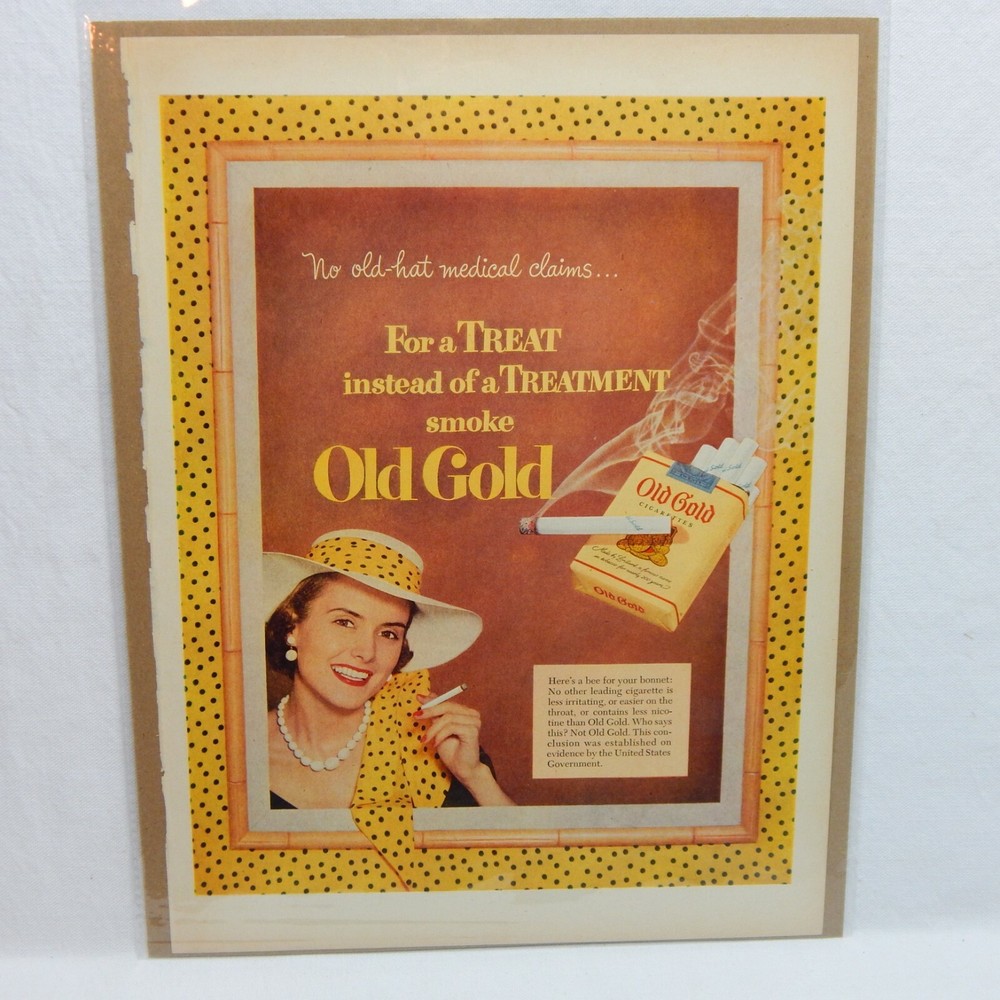 No old-hat medical claims...
For a TREAT
instead of a TREATMENT
smoke
Old Gold
Old Gold
CIGARETTES
Old Gold
Here's a bee for your bonnet:
No other leading cigarette is
less irritating, or easier on the
throat, or contains less nico-
tine than Old Gold. Who says
this? Not Old Gold. This con-
clusion was established on
evidence by the United States
Government.